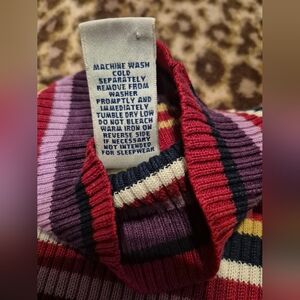 MACHINE WASH
COLD
SEPARATELY
REMOVE FROM
WASHER
PROMPTLY AND
IMMEDIATELY
TUMBLE DRY LOW
DO NOT BLEACH
WARM IRON ON
REVERSE SIDE
IF NECESSARY
NOT INTENDED
FOR SLEEPWEAR